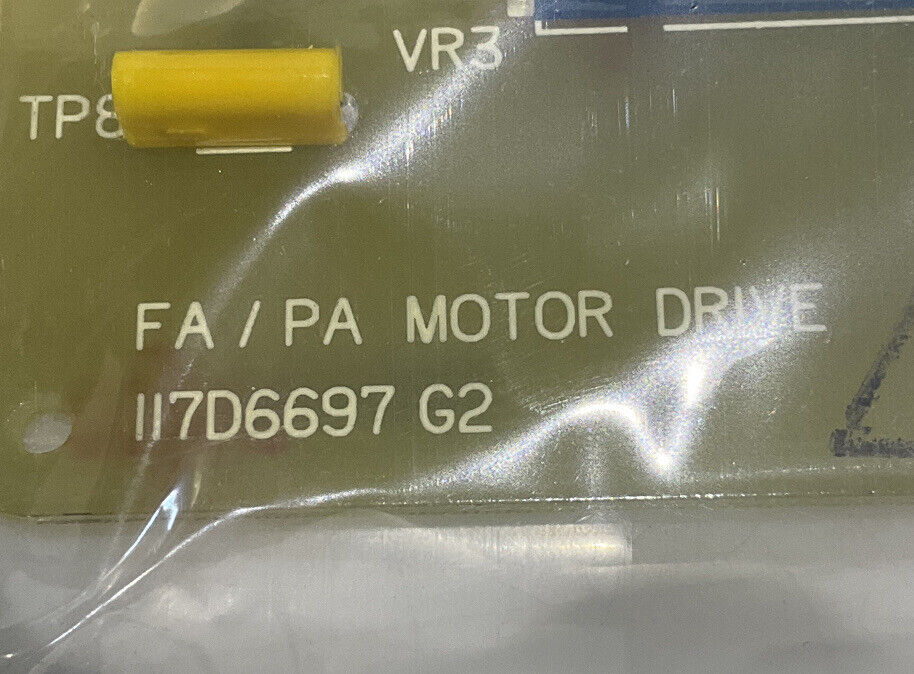 VR3
TP8
FA / PA MOTOR DRIVE
117D6697 G2